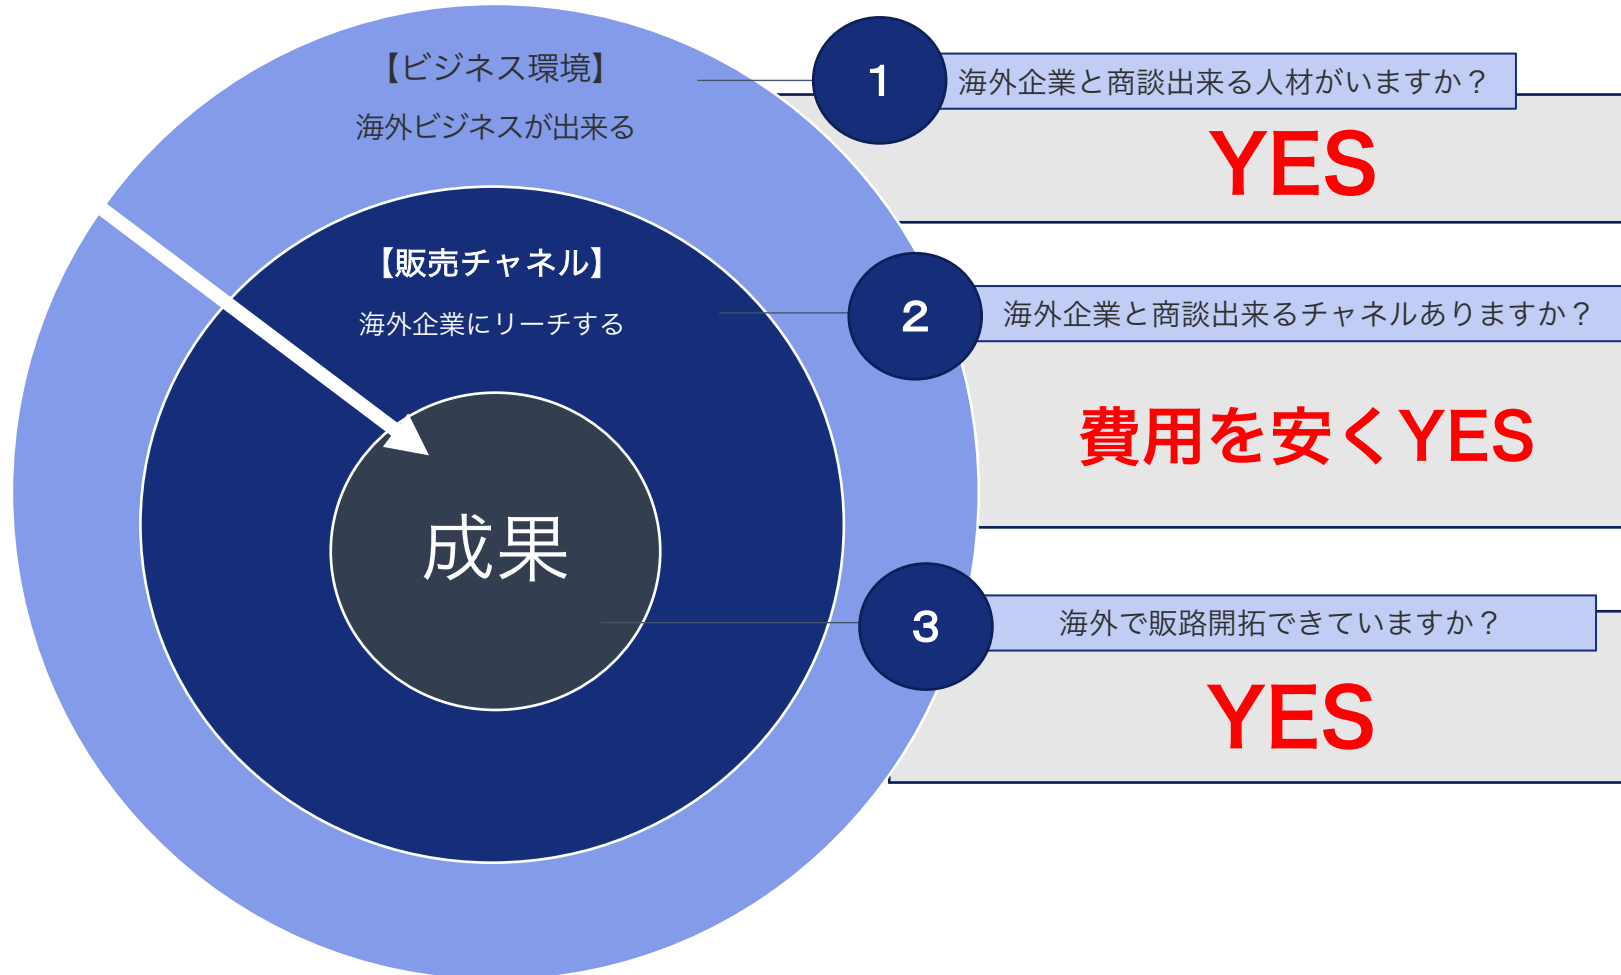 【ビジネス環境】
海外ビジネスが出来る
【販売チャネル】
海外企業にリーチする
成果
1
海外企業と商談出来る人材がいますか？
YES
2
海外企業と商談出来るチャネルありますか？
費用を安くYES
3
海外で販路開拓できていますか？
YES